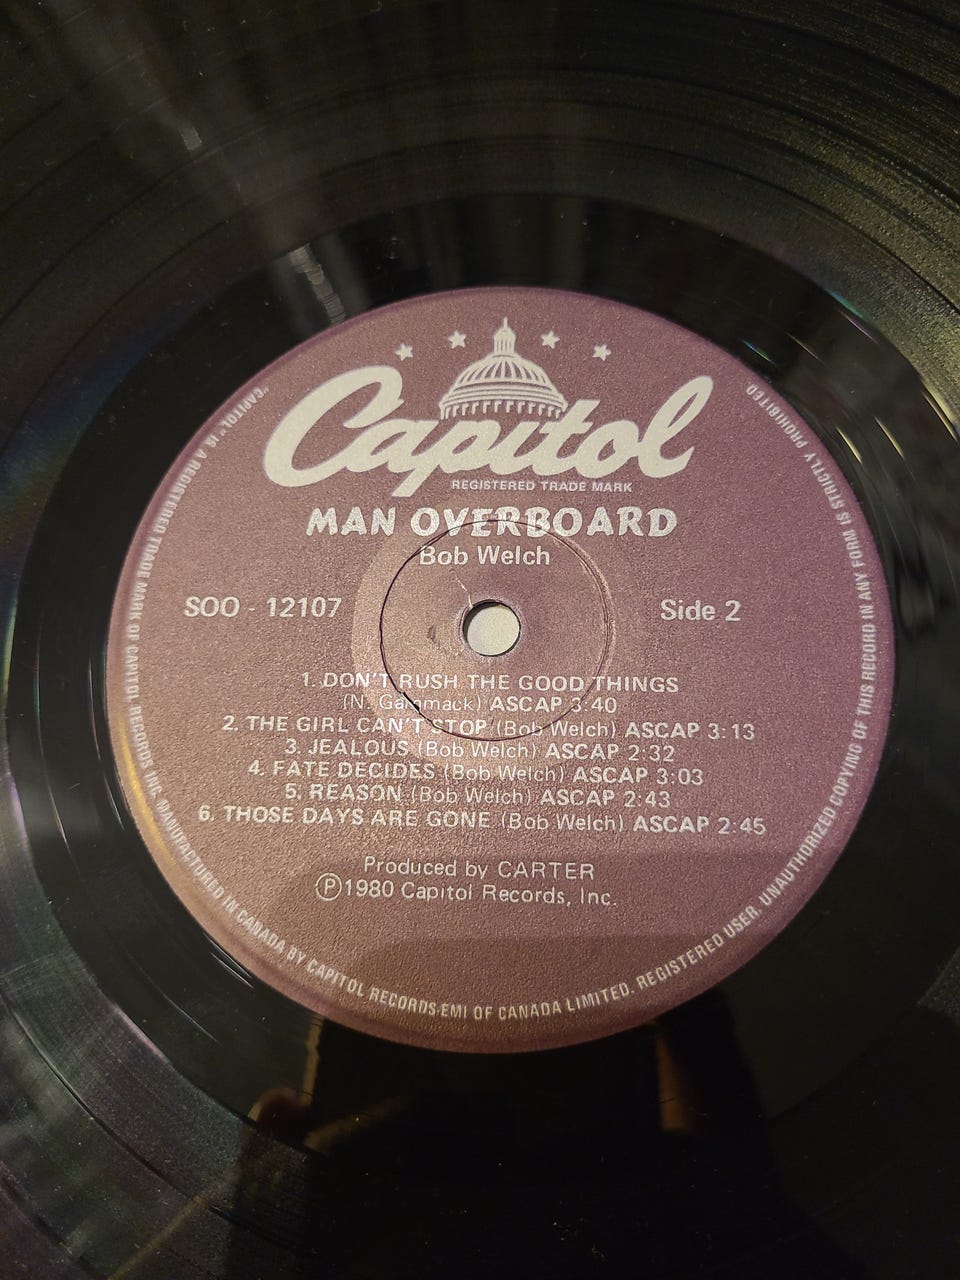 Capitol
REGISTERED TRADE MARK
MAN OVERBOARD
Bob Welch
SOO - 12107
Side 2
1. DON'T RUSH THE GOOD THINGS
(N. Gammack) ASCAP 3:40
2. THE GIRL CAN'T STOP (Bob Welch) ASCAP 3:13
3. JEALOUS (Bob Welch) ASCAP 2:32
4. FATE DECIDES (Bob Welch) ASCAP 3:03
5. REASON (Bob Welch) ASCAP 2:43
6. THOSE DAYS ARE GONE (Bob Welch) ASCAP 2:45
Produced by CARTER
Ⓟ1980 Capitol Records, Inc.
"CAPITOL" IS A REGISTERED TRADE MARK OF CAPITOL RECORDS INC. MANUFACTURED IN CANADA BY CAPITOL RECORDS-EMI OF CANADA LIMITED. REGISTERED USER. UNAUTHORIZED COPYING OF THIS RECORD IN ANY FORM IS STRICTLY PROHIBITED